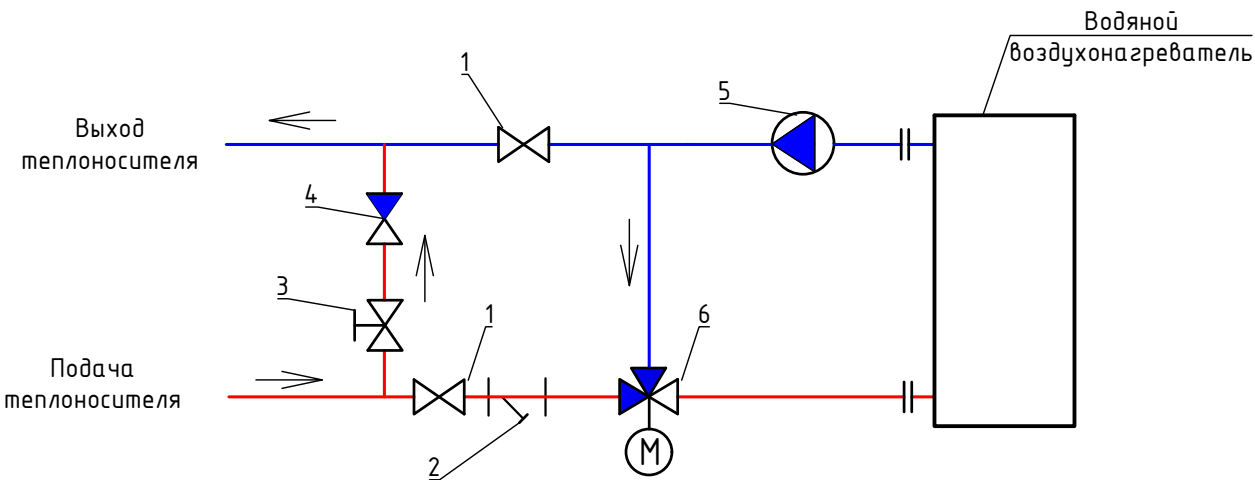 Водяной
воздухонагреватель
1
5
Выход
теплоносителя
4
3
1
6
Подача
теплоносителя
2
М